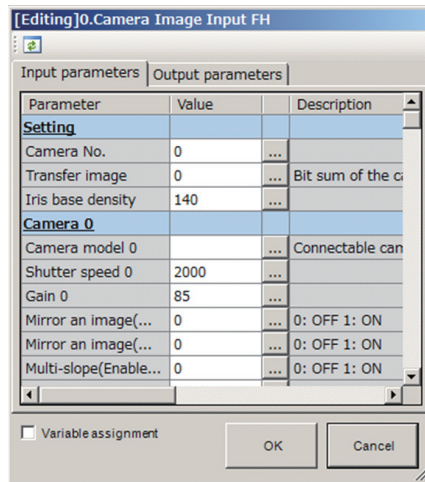 [Editing]0.Camera Image Input FH
Input parameters Output parameters
Parameter Value Description
Setting
Camera No. 0 ...
Transfer image 0 ... Bit sum of the
Iris base density 140 ...
Camera 0
Camera model 0 ... Connectable
Shutter speed 0 2000 ...
Gain 0 85 ...
Mirror an image(... 0 ... 0: OFF 1: ON
Mirror an image(... 0 ... 0: OFF 1: ON
Multi-slope(Enable... 0 ... 0: OFF 1: ON
Variable assignment OK Cancel